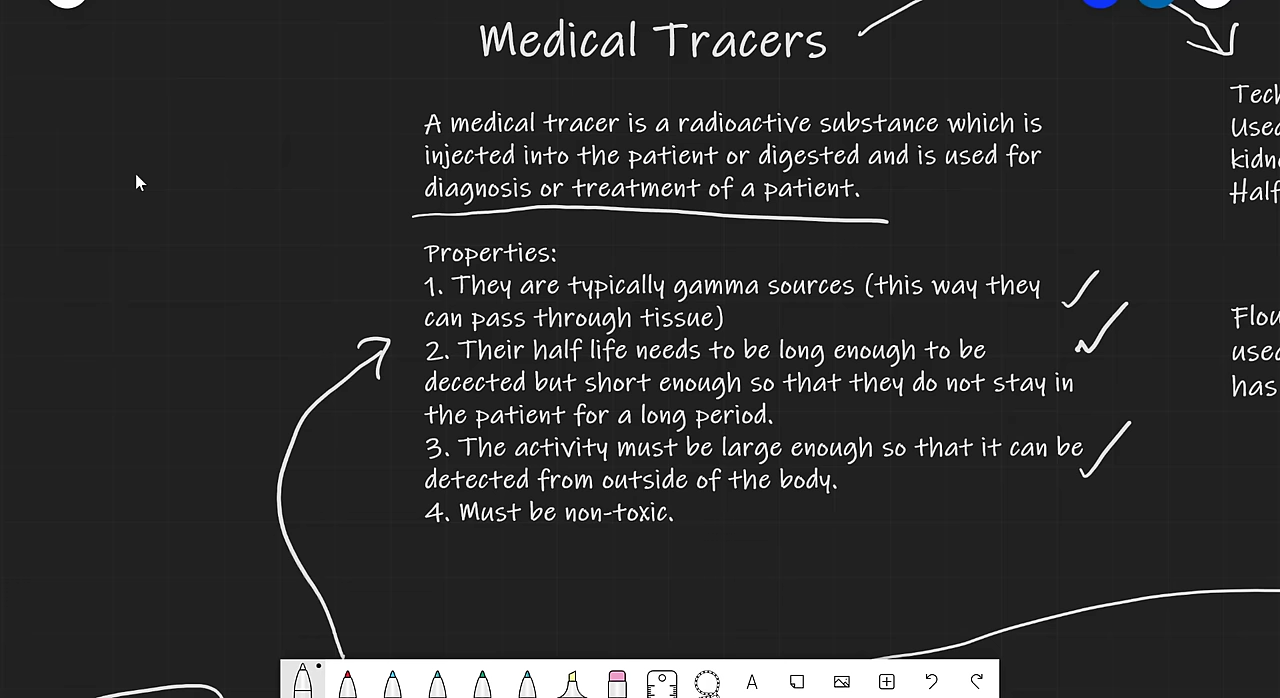 Medical Tracers
A medical tracer is a radioactive substance which is
injected into the patient or digested and is used for
diagnosis or treatment of a patient.
Properties:
1. They are typically gamma sources (this way they
can pass through tissue)
2. Their half life needs to be long enough to be
decected but short enough so that they do not stay in
the patient for a long period.
3. The activity must be large enough so that it can be
detected from outside of the body.
4. Must be non-toxic.
Used
Half
used
has
A